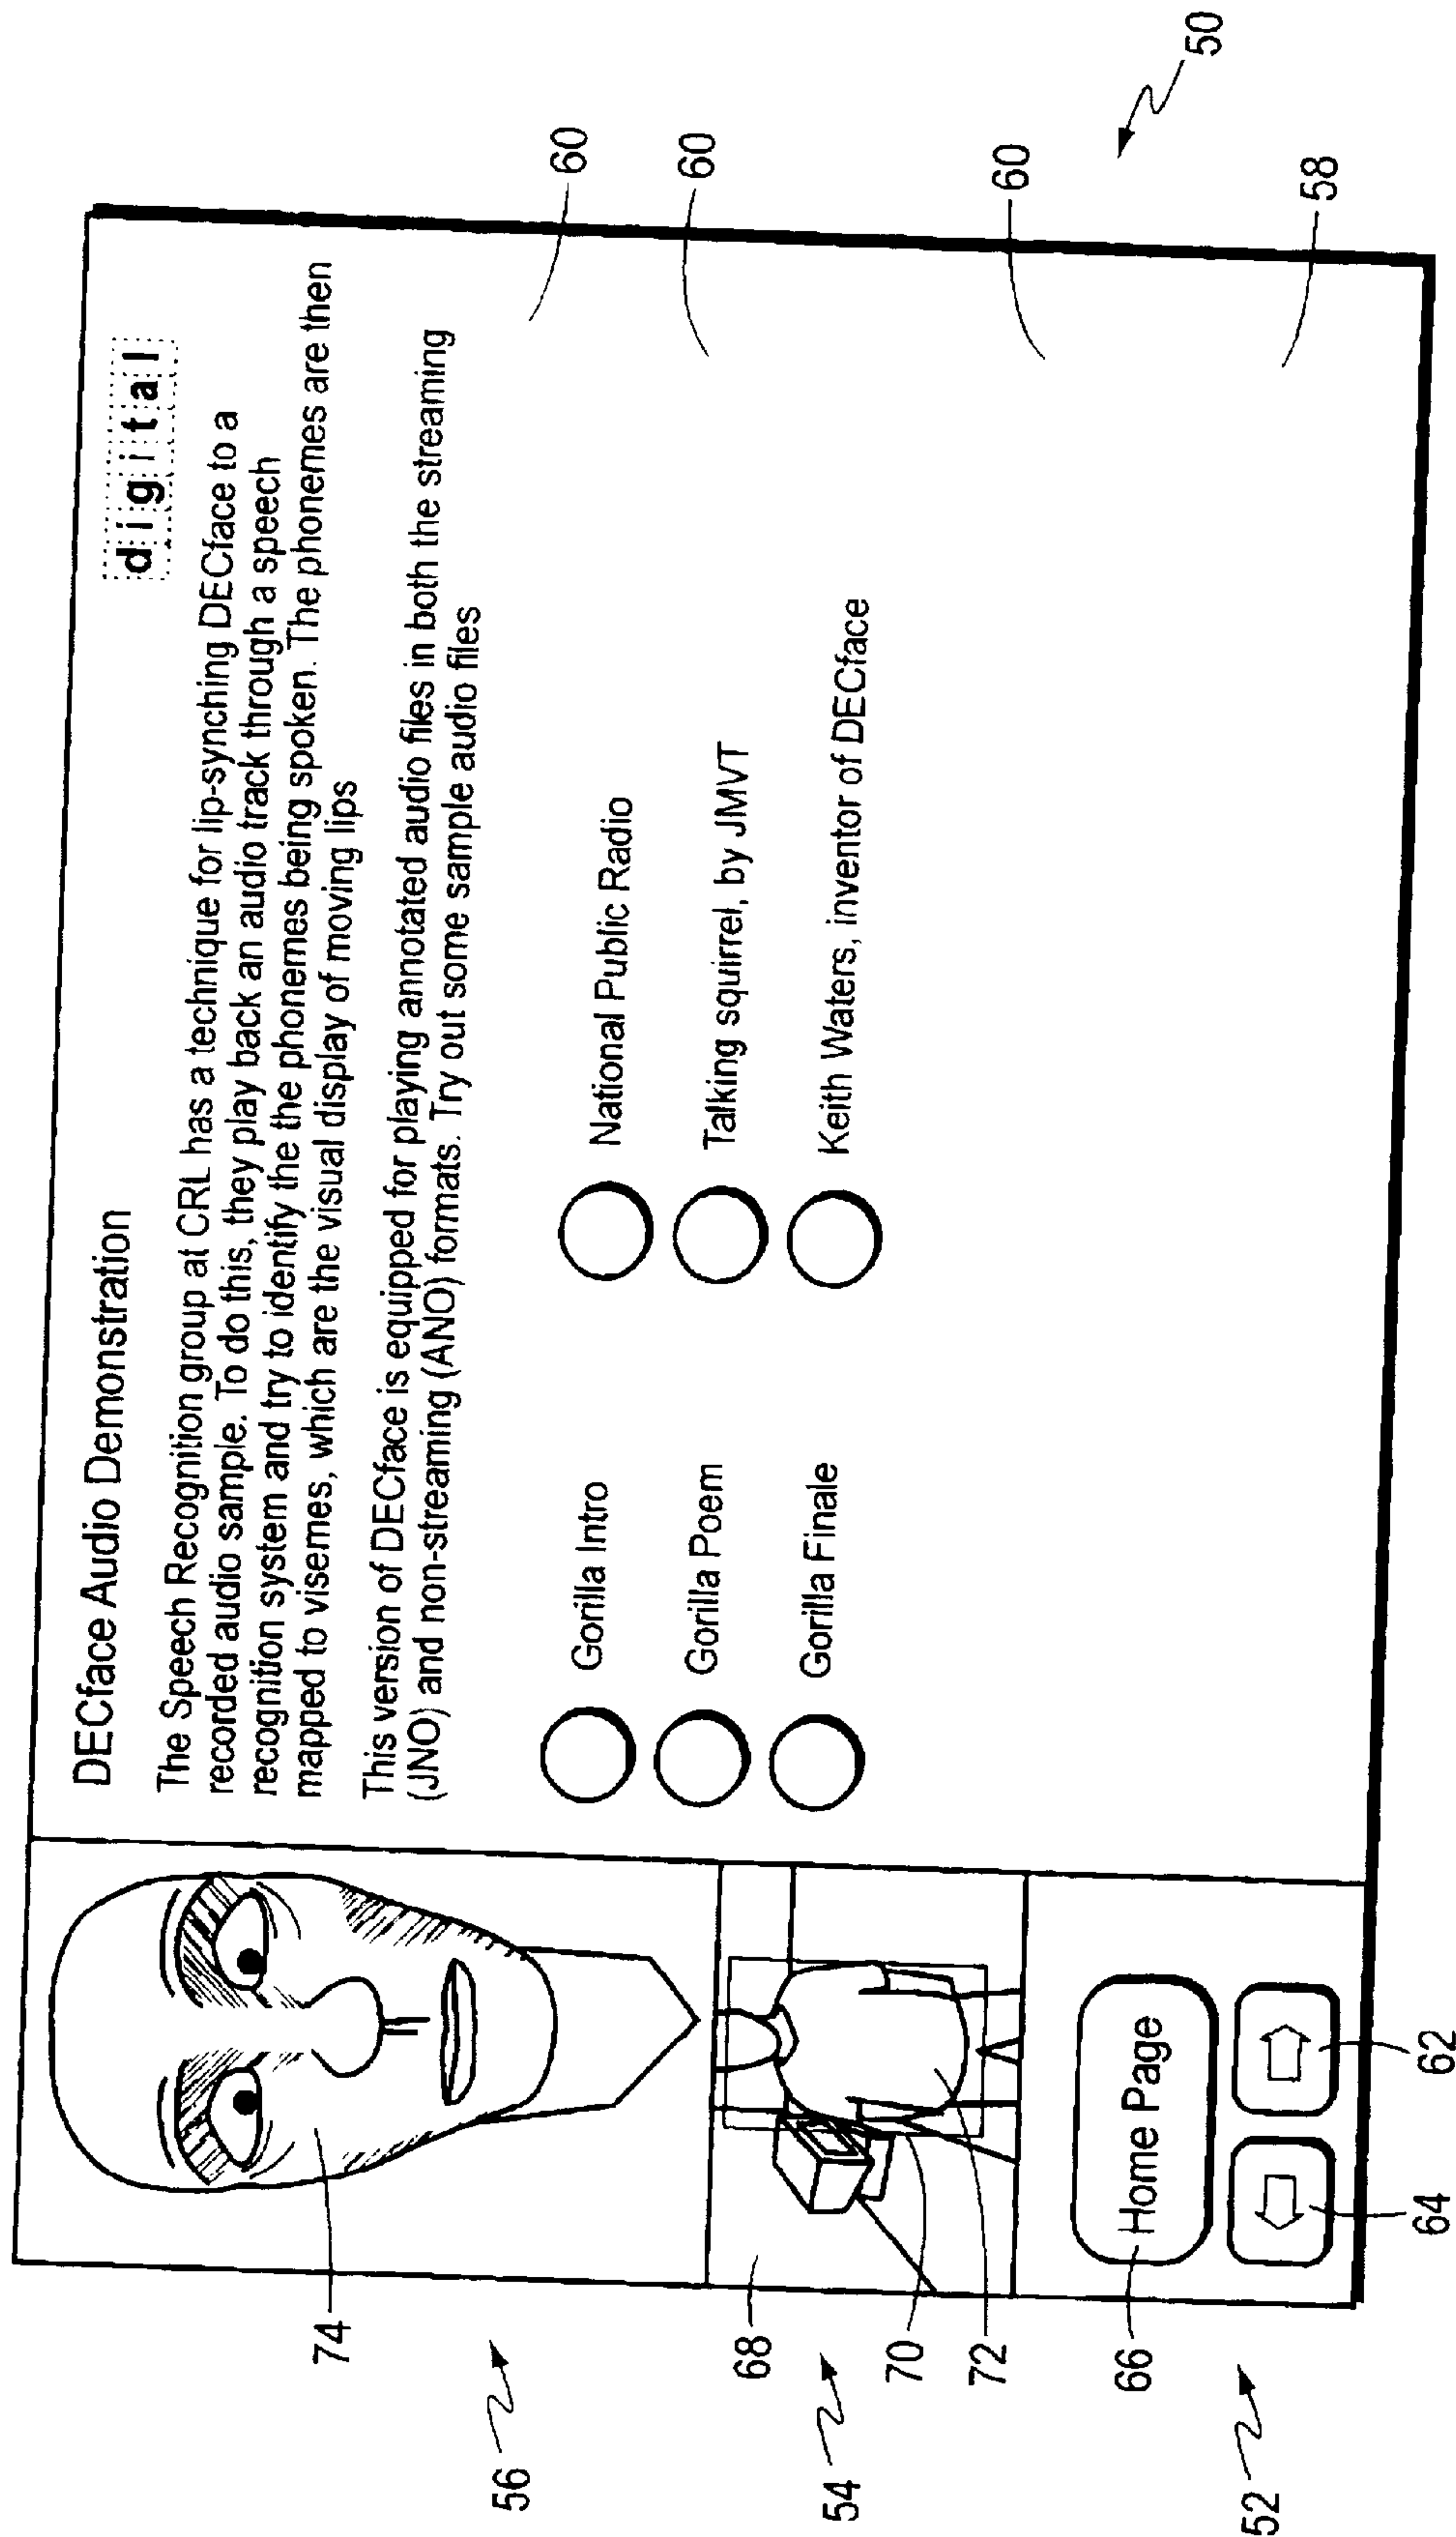 DECface Audio Demonstration
digital
The Speech Recognition group at CRL has a technique for lip-synching DECface to a
recorded audio sample. To do this, they play back an audio track through a speech
recognition system and try to identify the the phonemes being spoken. The phonemes are then
mapped to visemes, which are the visual display of moving lips
This version of DECface is equipped for playing annotated audio files in both the streaming
(JNO) and non-streaming (ANO) formats. Try out some sample audio files
Gorilla Intro
National Public Radio
Gorilla Poem
Talking squirrel, by JMVT
Gorilla Finale
Keith Waters, inventor of DECface
Home Page
74
56
68
54
70
72
66
52
64
62
60
60
60
58
50